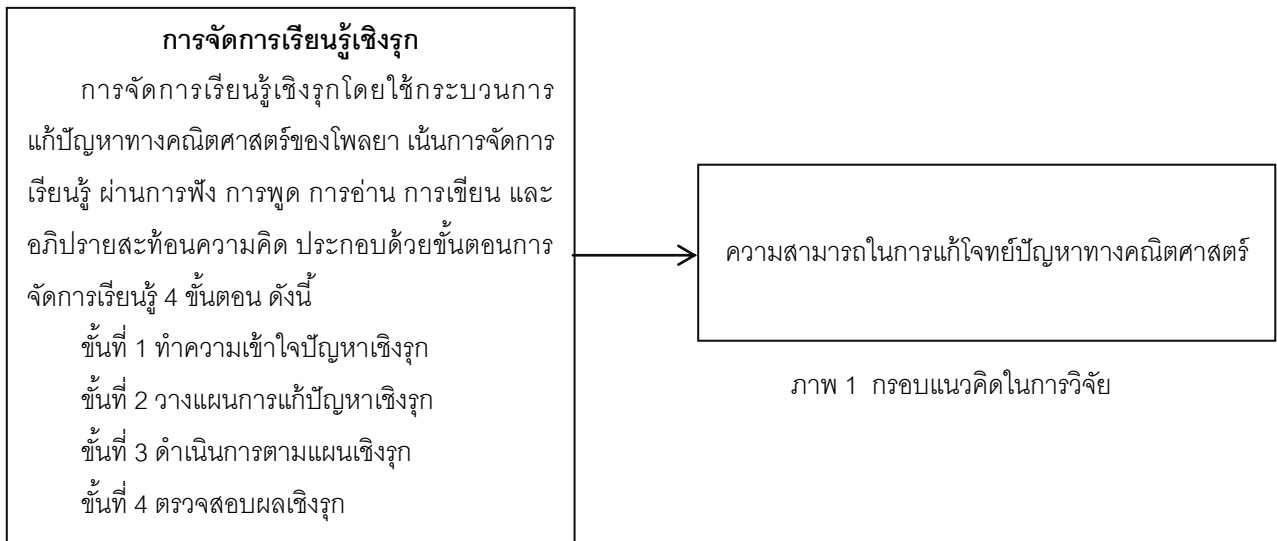 การจัดการเรียนรู้เชิงรุก
การจัดการเรียนรู้เชิงรุกโดยใช้กระบวนการ
แก้ปัญหาทางคณิตศาสตร์ของโพลยา เน้นการจัดการ
เรียนรู้ ผ่านการฟัง การพูด การอ่าน การเขียน และ
อภิปรายสะท้อนความคิด ประกอบด้วยขั้นตอนการ
จัดการเรียนรู้ 4 ขั้นตอน ดังนี้
ขั้นที่ 1 ทำความเข้าใจปัญหาเชิงรุก
ขั้นที่ 2 วางแผนการแก้ปัญหาเชิงรุก
ขั้นที่ 3 ดำเนินการตามแผนเชิงรุก
ขั้นที่ 4 ตรวจสอบผลเชิงรุก
ความสามารถในการแก้โจทย์ปัญหาทางคณิตศาสตร์
ภาพ 1 กรอบแนวคิดในการวิจัย